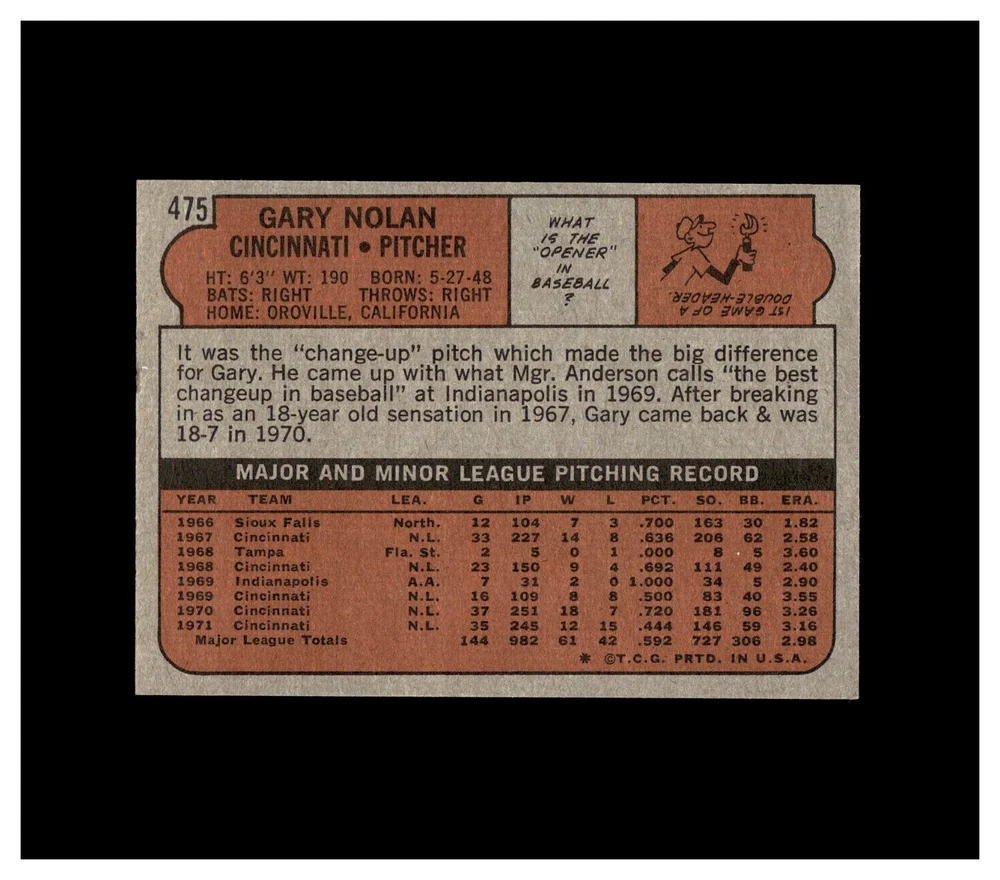 475
GARY NOLAN
CINCINNATI • PITCHER
HT: 6'3" WT: 190 BORN: 5-27-48
BATS: RIGHT THROWS: RIGHT
HOME: OROVILLE, CALIFORNIA
WHAT
IS THE
"OPENER"
IN
BASEBALL
?
1ST GAME OF A
DOUBLE-HEADER.
It was the "change-up" pitch which made the big difference
for Gary. He came up with what Mgr. Anderson calls "the best
changeup in baseball" at Indianapolis in 1969. After breaking
in as an 18-year old sensation in 1967, Gary came back & was
18-7 in 1970.
MAJOR AND MINOR LEAGUE PITCHING RECORD
YEAR TEAM LEA. G IP W L PCT. SO. BB. ERA.
1966 Sioux Falls North. 12 104 7 3 .700 163 30 1.82
1967 Cincinnati N.L. 33 227 14 8 .636 206 62 2.58
1968 Tampa Fla. St. 2 5 0 1 .000 8 5 3.60
1968 Cincinnati N.L. 23 150 9 4 .692 111 49 2.40
1969 Indianapolis A.A. 7 31 2 0 1.000 34 5 2.90
1969 Cincinnati N.L. 16 109 8 8 .500 83 40 3.55
1970 Cincinnati N.L. 37 251 18 7 .720 181 96 3.26
1971 Cincinnati N.L. 35 245 12 15 .444 146 59 3.16
Major League Totals 144 982 61 42 .592 727 306 2.98
* ©T.C.G. PRTD. IN U.S.A.